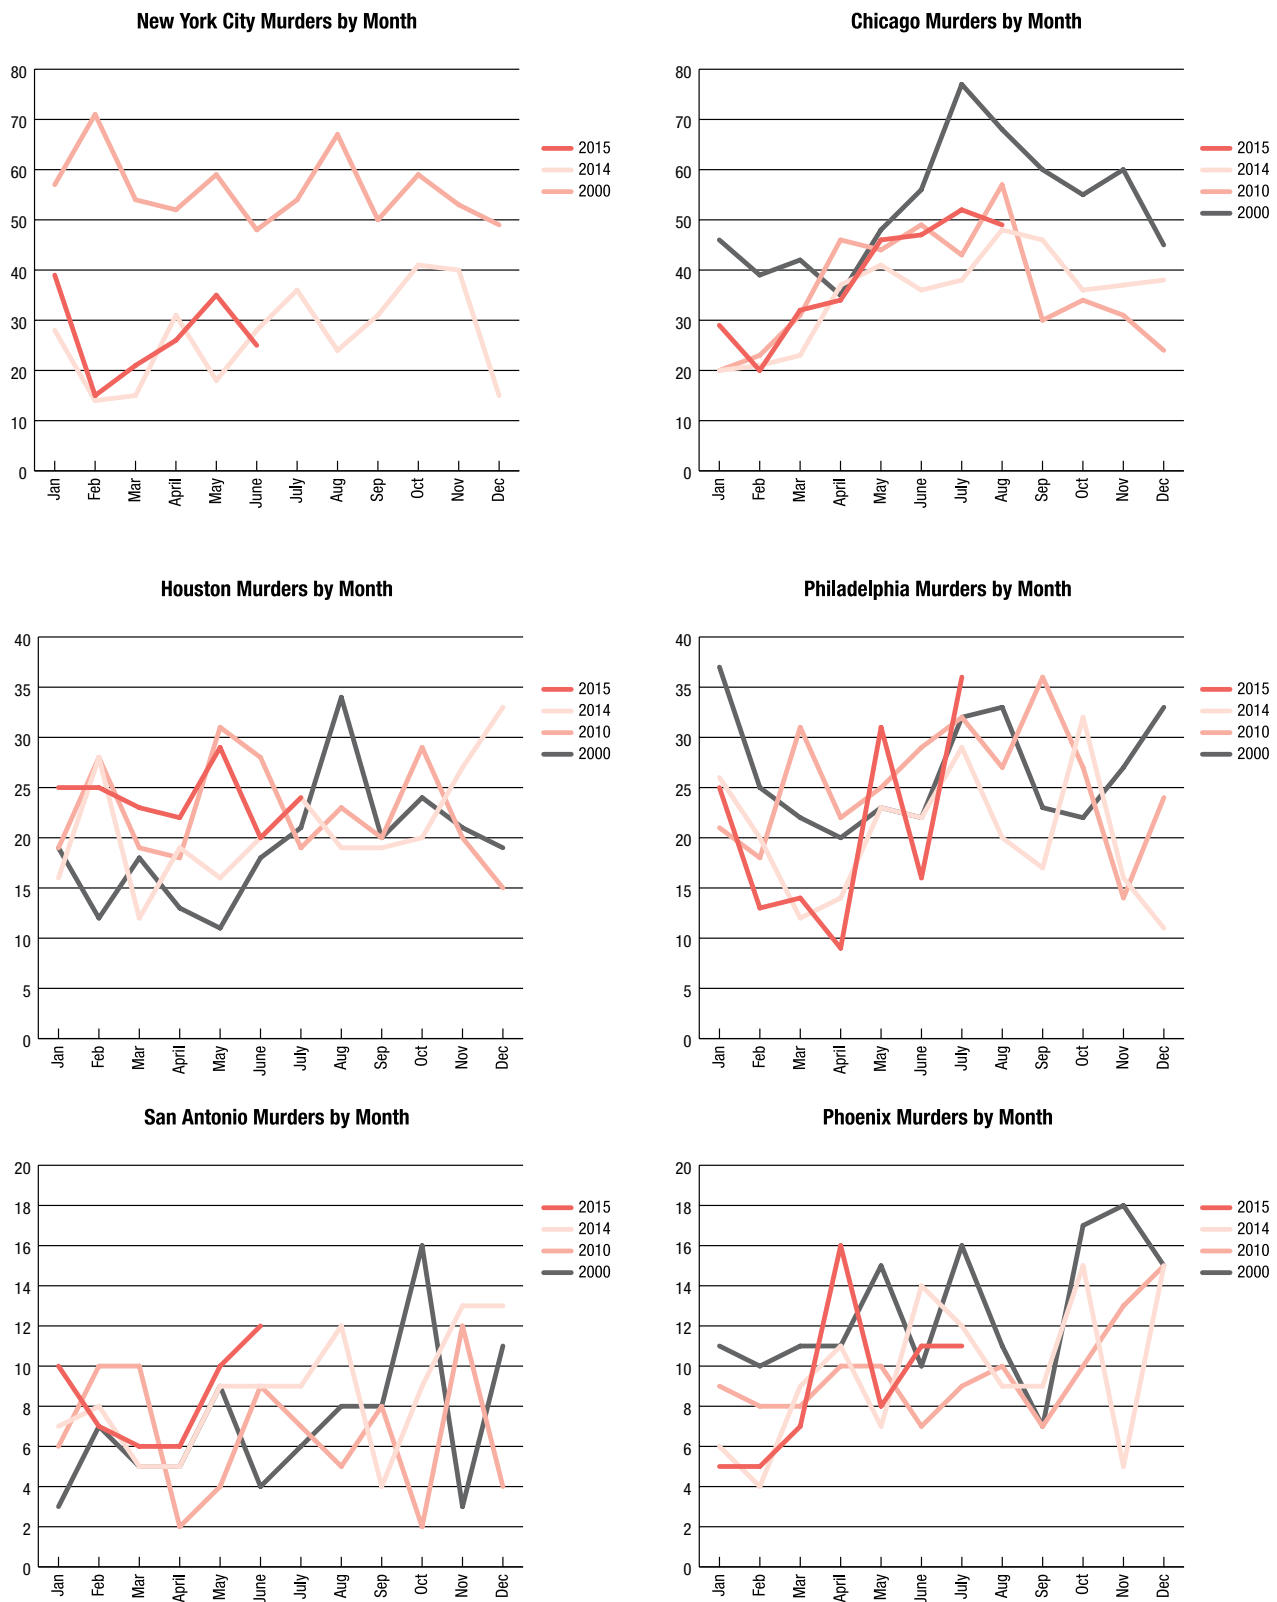 New York City Murders by Month
80
70
60
50
40
30
20
10
0
Jan
Feb
Mar
April
May
June
July
Aug
Sep
Oct
Nov
Dec
2015
2014
2000
Chicago Murders by Month
80
70
60
50
40
30
20
10
0
Jan
Feb
Mar
April
May
June
July
Aug
Sep
Oct
Nov
Dec
2015
2014
2010
2000
Houston Murders by Month
40
35
30
25
20
15
10
5
0
Jan
Feb
Mar
April
May
June
July
Aug
Sep
Oct
Nov
Dec
2015
2014
2010
2000
Philadelphia Murders by Month
40
35
30
25
20
15
10
5
0
Jan
Feb
Mar
April
May
June
July
Aug
Sep
Oct
Nov
Dec
2015
2014
2010
2000
San Antonio Murders by Month
20
18
16
14
12
10
8
6
4
2
0
Jan
Feb
Mar
April
May
June
July
Aug
Sep
Oct
Nov
Dec
2015
2014
2010
2000
Phoenix Murders by Month
20
18
16
14
12
10
8
6
4
2
0
Jan
Feb
Mar
April
May
June
July
Aug
Sep
Oct
Nov
Dec
2015
2014
2010
2000